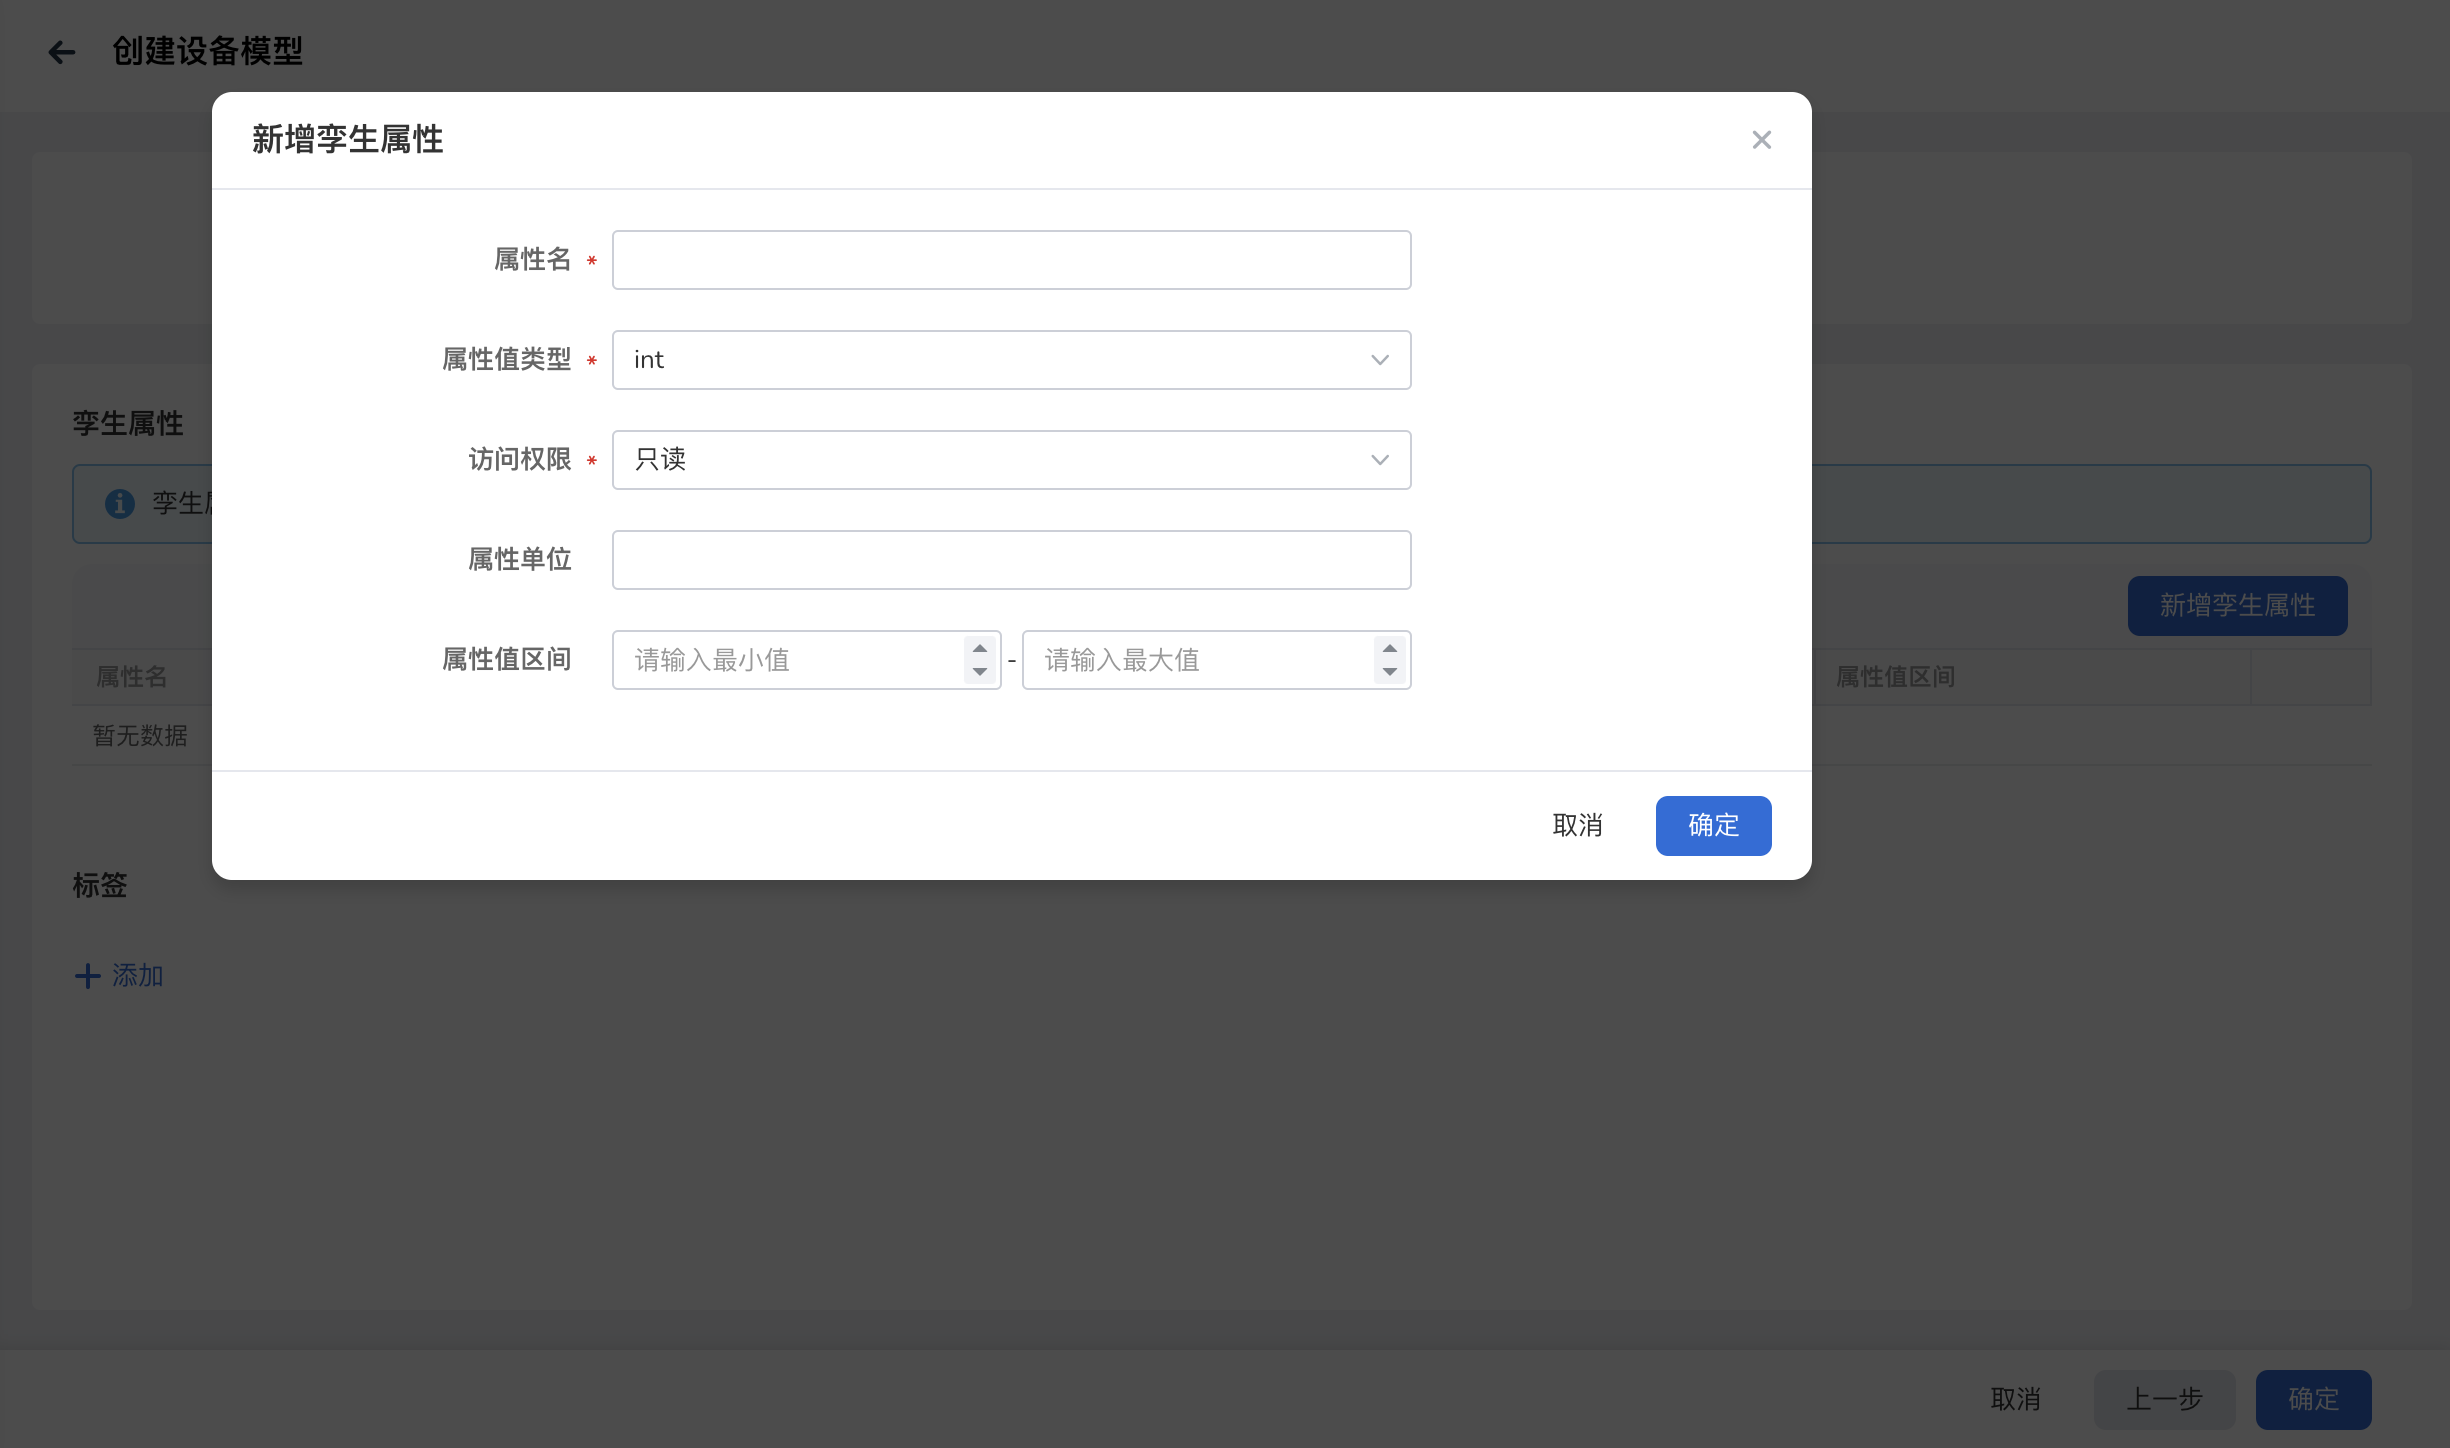 创建设备模型
新增孪生属性
属性名 *
属性值类型 * int
访问权限 * 只读
属性单位
属性值区间 请输入最小值 - 请输入最大值
取消 确定
孪生属性
孪生
新增孪生属性
属性名 属性值区间
暂无数据
标签
添加
取消 上一步 确定